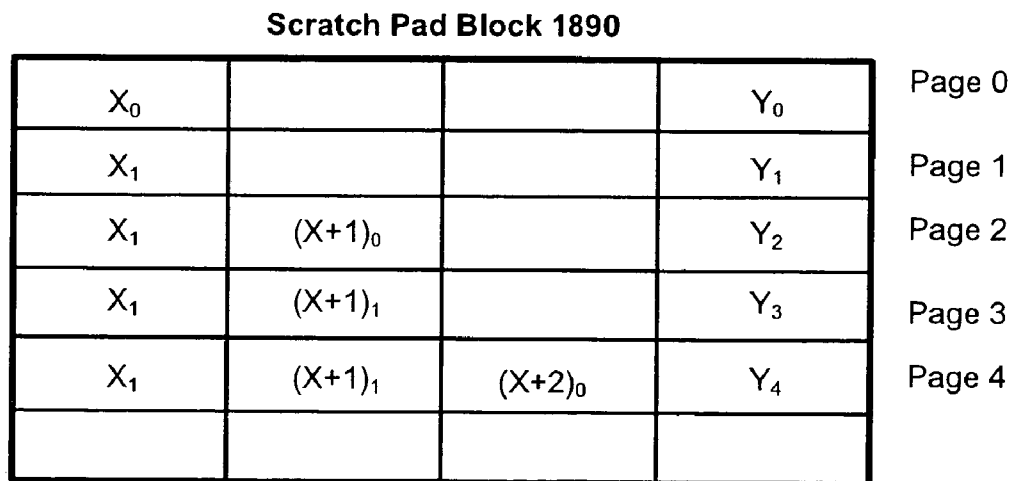 Scratch Pad Block 1890
X₀ Y₀ Page 0
X₁ Y₁ Page 1
X₁ (X+1)₀ Y₂ Page 2
X₁ (X+1)₁ Y₃ Page 3
X₁ (X+1)₁ (X+2)₀ Y₄ Page 4